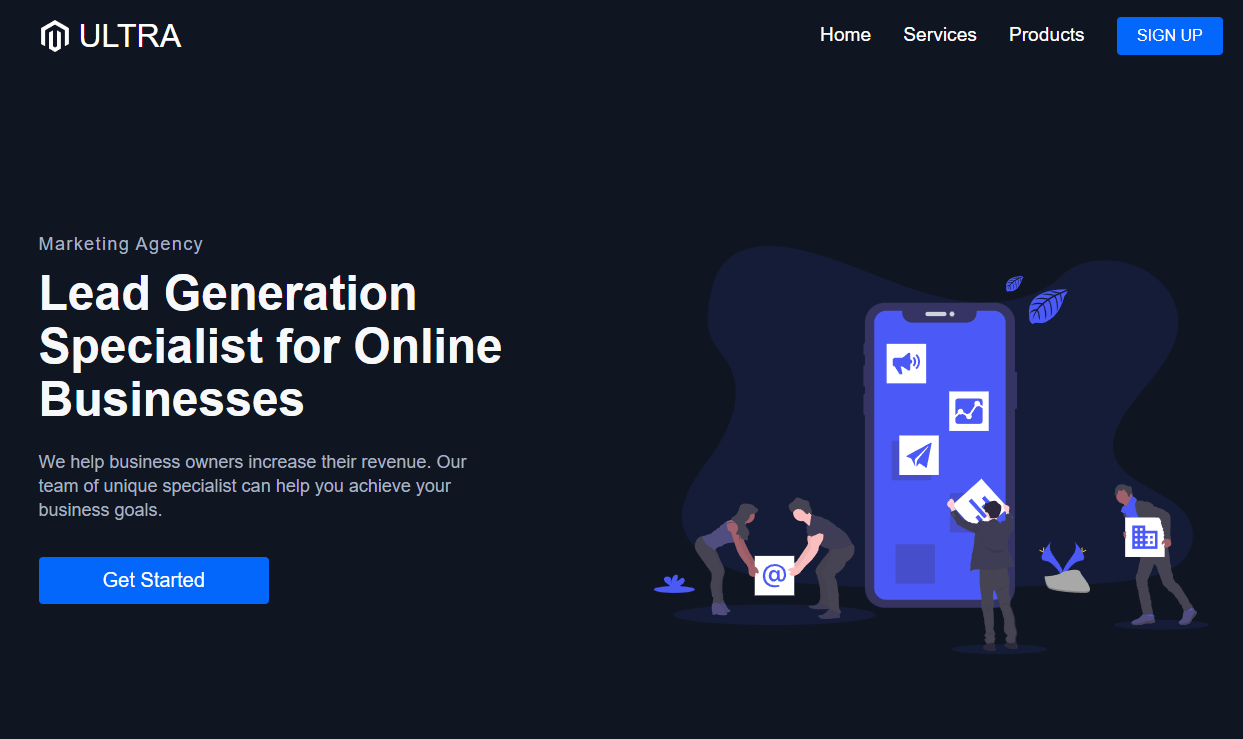 ULTRA
Home
Services
Products
SIGN UP
Marketing Agency
Lead Generation
Specialist for Online
Businesses
We help business owners increase their revenue. Our
team of unique specialist can help you achieve your
business goals.
Get Started
@